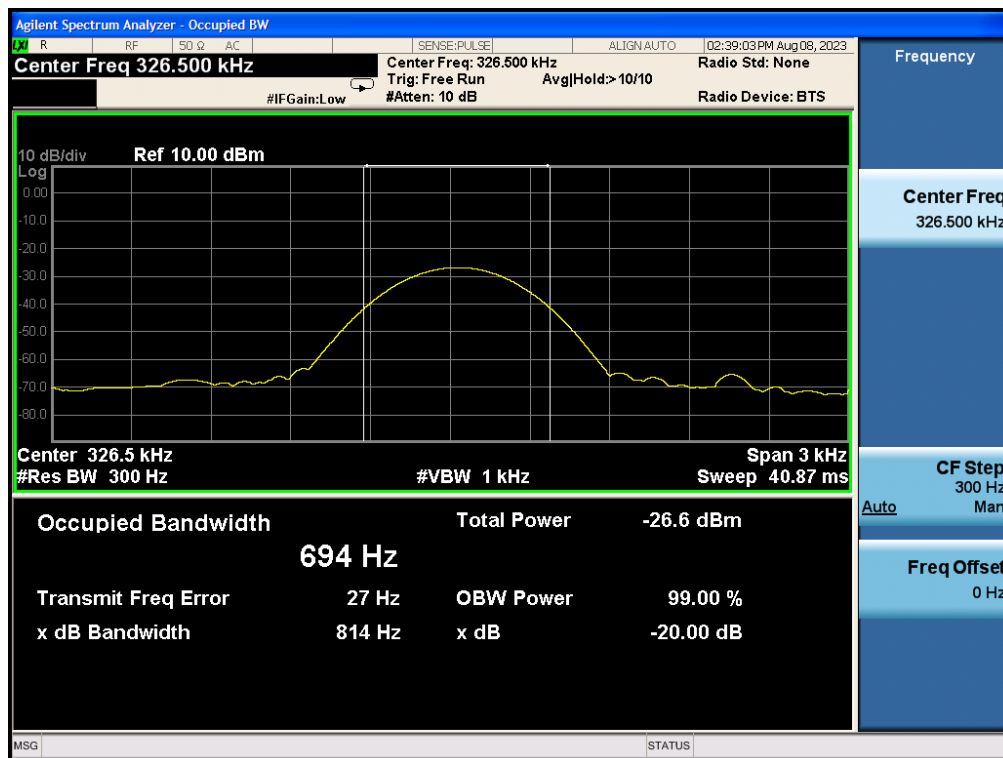 Agilent Spectrum Analyzer - Occupied BW
LXI R RF 50 Ω AC SENSE:PULSE ALIGN AUTO 02:39:03 PM Aug 08, 2023
Center Freq 326.500 kHz
Center Freq: 326.500 kHz Radio Std: None
Trig: Free Run Avg|Hold:> 10/10
#IFGain:Low #Atten: 10 dB Radio Device: BTS
10 dB/div Ref 10.00 dBm
Log
0.00
-10.0
-20.0
-30.0
-40.0
-50.0
-60.0
-70.0
-80.0
Center 326.5 kHz Span 3 kHz
#Res BW 300 Hz #VBW 1 kHz Sweep 40.87 ms
Occupied Bandwidth Total Power -26.6 dBm
694 Hz
Transmit Freq Error 27 Hz OBW Power 99.00 %
x dB Bandwidth 814 Hz x dB -20.00 dB
MSG STATUS
Frequency
Center Freq
326.500 kHz
CF Step
300 Hz
Auto Man
Freq Offset
0 Hz